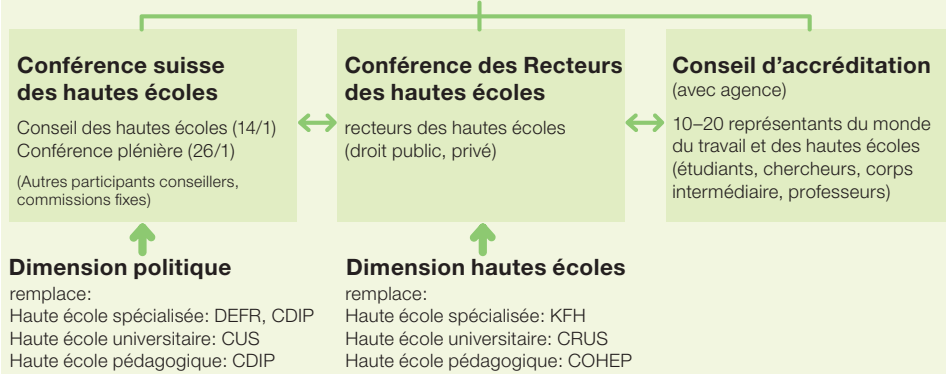 Conférence suisse
des hautes écoles
Conseil des hautes écoles (14/1)
Conférence plénière (26/1)
(Autres participants conseillers,
commissions fixes)
Conférence des Recteurs
des hautes écoles
recteurs des hautes écoles
(droit public, privé)
Conseil d’accréditation
(avec agence)
10–20 représentants du monde
du travail et des hautes écoles
(étudiants, chercheurs, corps
intermédiaire, professeurs)
Dimension politique
remplace:
Haute école spécialisée: DEFR, CDIP
Haute école universitaire: CUS
Haute école pédagogique: CDIP
Dimension hautes écoles
remplace:
Haute école spécialisée: KFH
Haute école universitaire: CRUS
Haute école pédagogique: COHEP